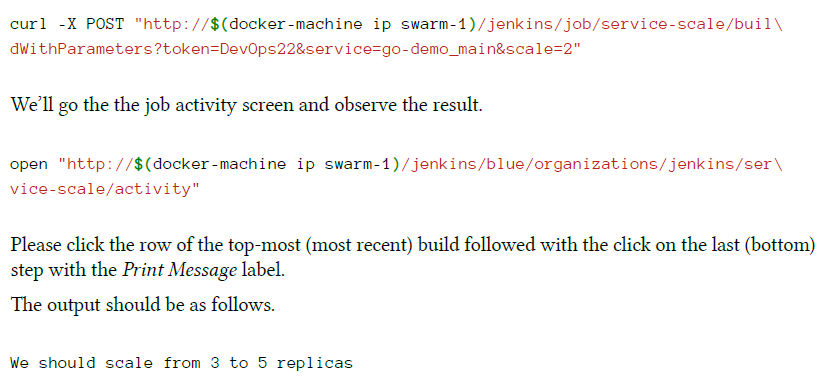 curl -X POST "http://$(docker-machine ip swarm-1)/jenkins/job/service-scale/buil\
dWithParameters?token=DevOps22&service=go-demo_main&scale=2"
We'll go the the job activity screen and observe the result.
open "http://$(docker-machine ip swarm-1)/jenkins/blue/organizations/jenkins/ser\
vice-scale/activity"
Please click the row of the top-most (most recent) build followed with the click on the last (bottom)
step with the Print Message label.
The output should be as follows.
We should scale from 3 to 5 replicas